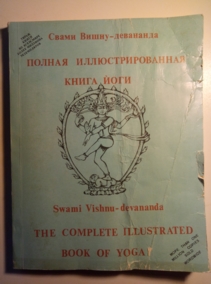 Свами Вишну-девананда
ПОЛНАЯ ИЛЛЮСТРИРОВАННАЯ
КНИГА ЙОГИ
Swami Vishnu-devananda
THE COMPLETE ILLUSTRATED
BOOK OF YOGA